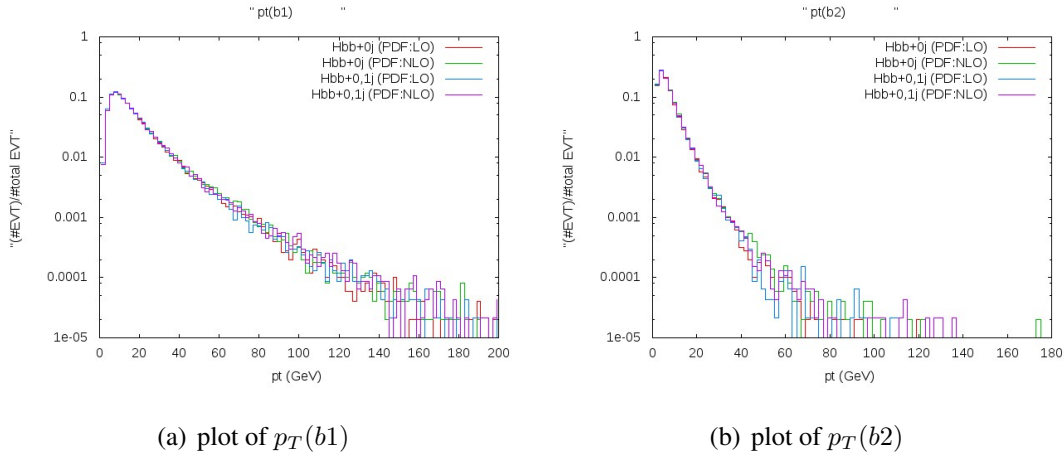 " pt(b1) "
"(#EVT)/#total EVT"
1
0.1
0.01
0.001
0.0001
1e-05
Hbb+0j (PDF:LO)
Hbb+0j (PDF:NLO)
Hbb+0,1j (PDF:LO)
Hbb+0,1j (PDF:NLO)
0 20 40 60 80 100 120 140 160 180 200
pt (GeV)
(a) plot of p_T(b1)
" pt(b2) "
"(#EVT)/#total EVT"
1
0.1
0.01
0.001
0.0001
1e-05
Hbb+0j (PDF:LO)
Hbb+0j (PDF:NLO)
Hbb+0,1j (PDF:LO)
Hbb+0,1j (PDF:NLO)
0 20 40 60 80 100 120 140 160 180
pt (GeV)
(b) plot of p_T(b2)